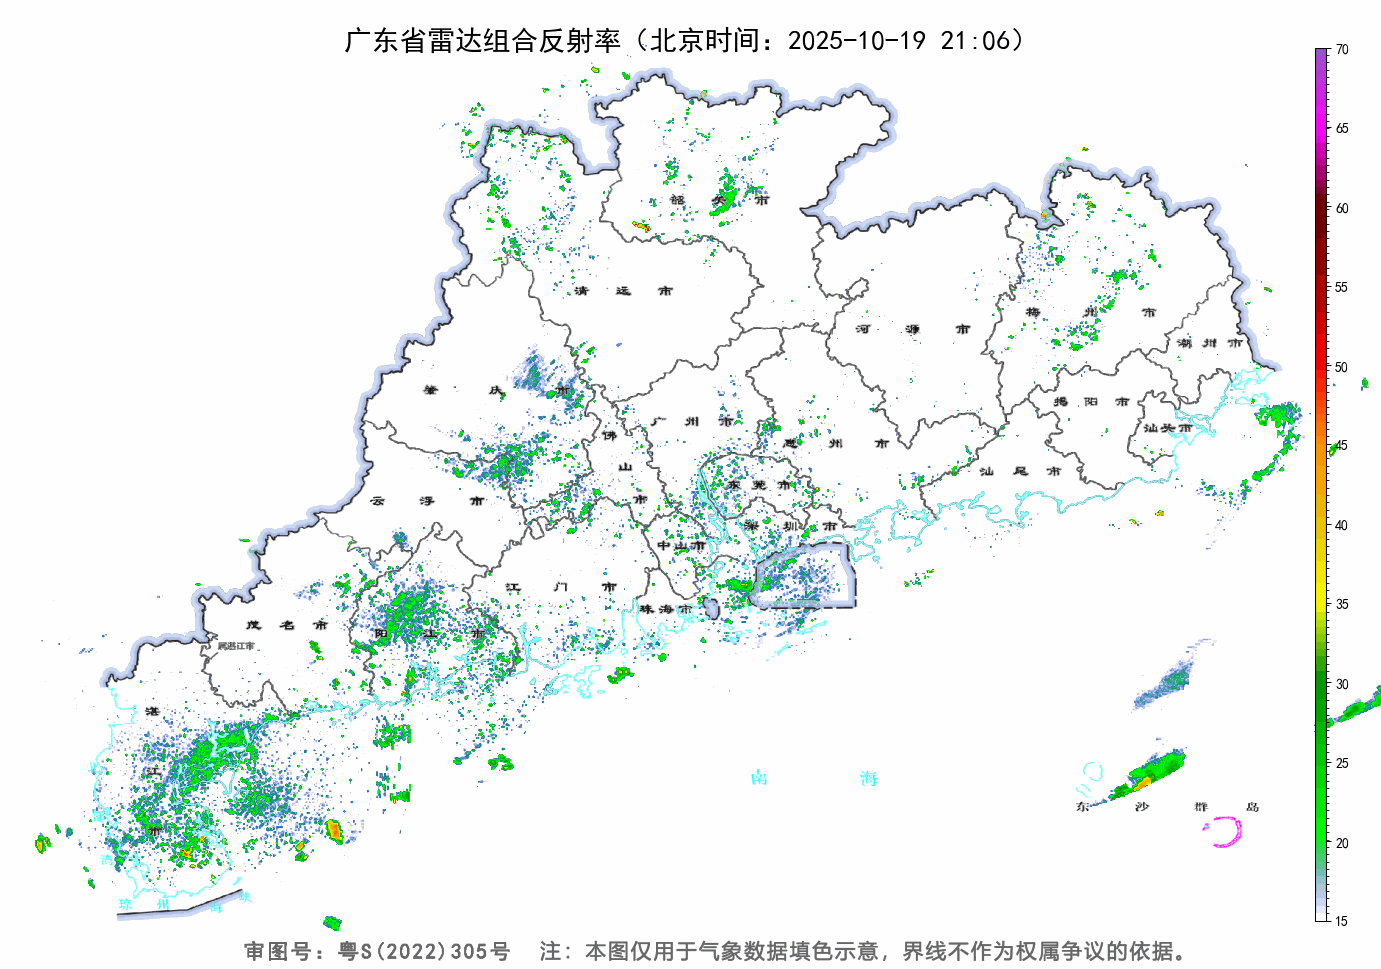 广东省雷达组合反射率（北京时间：2025-10-19 21:06）
70
65
60
55
50
45
40
35
30
25
20
15
韶 关 市
清 远 市
河 源 市
梅 州 市
潮 州 市
肇 庆 市
广 州 市
佛 山 市
惠 州 市
揭 阳 市
汕头市
汕 尾 市
云 浮 市
东 莞 市
深 圳 市
中山市
江 门 市
珠海市
茂 名 市
属湛江市
阳 江 市
湛 江 市
南 海
东 沙 群 岛
湾
琼 州 海 峡
审图号：粤S(2022)305号 注：本图仅用于气象数据填色示意，界线不作为权属争议的依据。